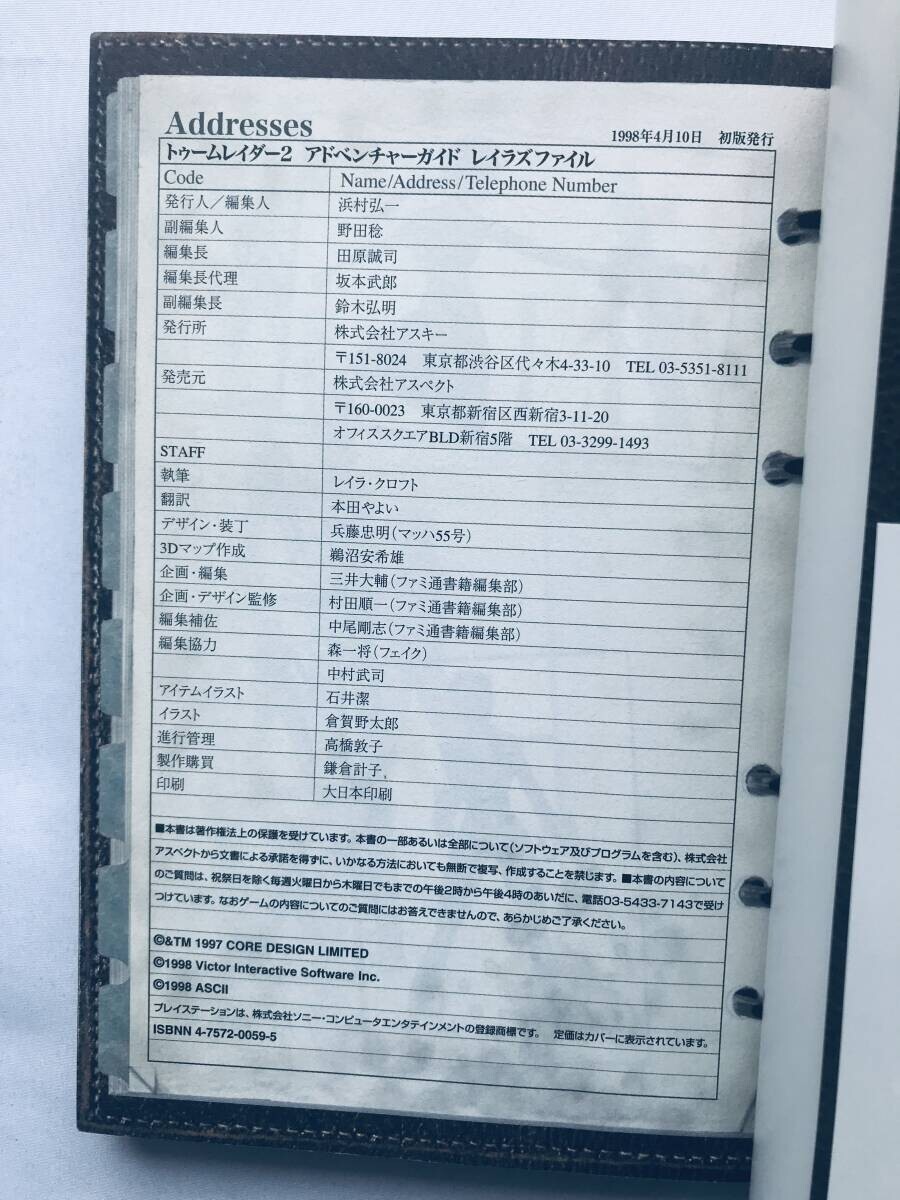 Addresses
1998年4月10日 初版発行
トゥームレイダー2 アドベンチャーガイド レイラズファイル
Code Name/Address/Telephone Number
発行人／編集人 浜村弘一
副編集人 野田稔
編集長 田原誠司
編集長代理 坂本武郎
副編集長 鈴木弘明
発行所 株式会社アスキー
〒151-8024 東京都渋谷区代々木4-33-10 TEL 03-5351-8111
発売元 株式会社アスペクト
〒160-0023 東京都新宿区西新宿3-11-20
オフィススクエアBLD新宿5階 TEL 03-3299-1493
STAFF
執筆 レイラ・クロフト
翻訳 本田やよい
デザイン・装丁 兵藤忠明（マッハ55号）
3Dマップ作成 鵜沼安希雄
企画・編集 三井大輔（ファミ通書籍編集部）
企画・デザイン監修 村田順一（ファミ通書籍編集部）
編集補佐 中尾剛志（ファミ通書籍編集部）
編集協力 森一将（フェイク）
中村武司
アイテムイラスト 石井潔
イラスト 倉賀野太郎
進行管理 高橋敦子
製作購買 鎌倉計子
印刷 大日本印刷
■本書は著作権法上の保護を受けています。本書の一部あるいは全部について（ソフトウェア及びプログラムを含む）、株式会社
アスペクトから文書による承諾を得ずに、いかなる方法においても無断で複写、作成することを禁じます。■本書の内容について
のご質問は、祝祭日を除く毎週火曜日から木曜日でもまでの午後2時から午後4時のあいだに、電話03-5433-7143で受け
つけています。なおゲームの内容についてのご質問にはお答えできませんので、あらかじめご了承ください。
©&TM 1997 CORE DESIGN LIMITED
©1998 Victor Interactive Software Inc.
©1998 ASCII
プレイステーションは、株式会社ソニー・コンピュータエンタテインメントの登録商標です。 定価はカバーに表示されています。
ISBNN 4-7572-0059-5